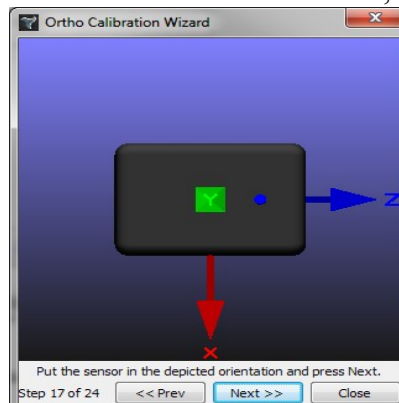 Ortho Calibration Wizard
Y
Z
X
Put the sensor in the depicted orientation and press Next.
Step 17 of 24
<< Prev
Next >>
Close